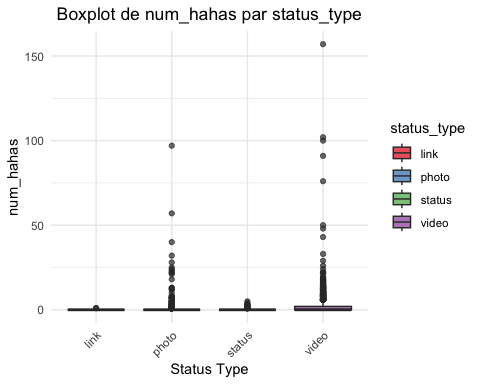 Boxplot de num_hahas par status_type
150
100
50
0
num_hahas
link
photo
status
video
Status Type
status_type
link
photo
status
video